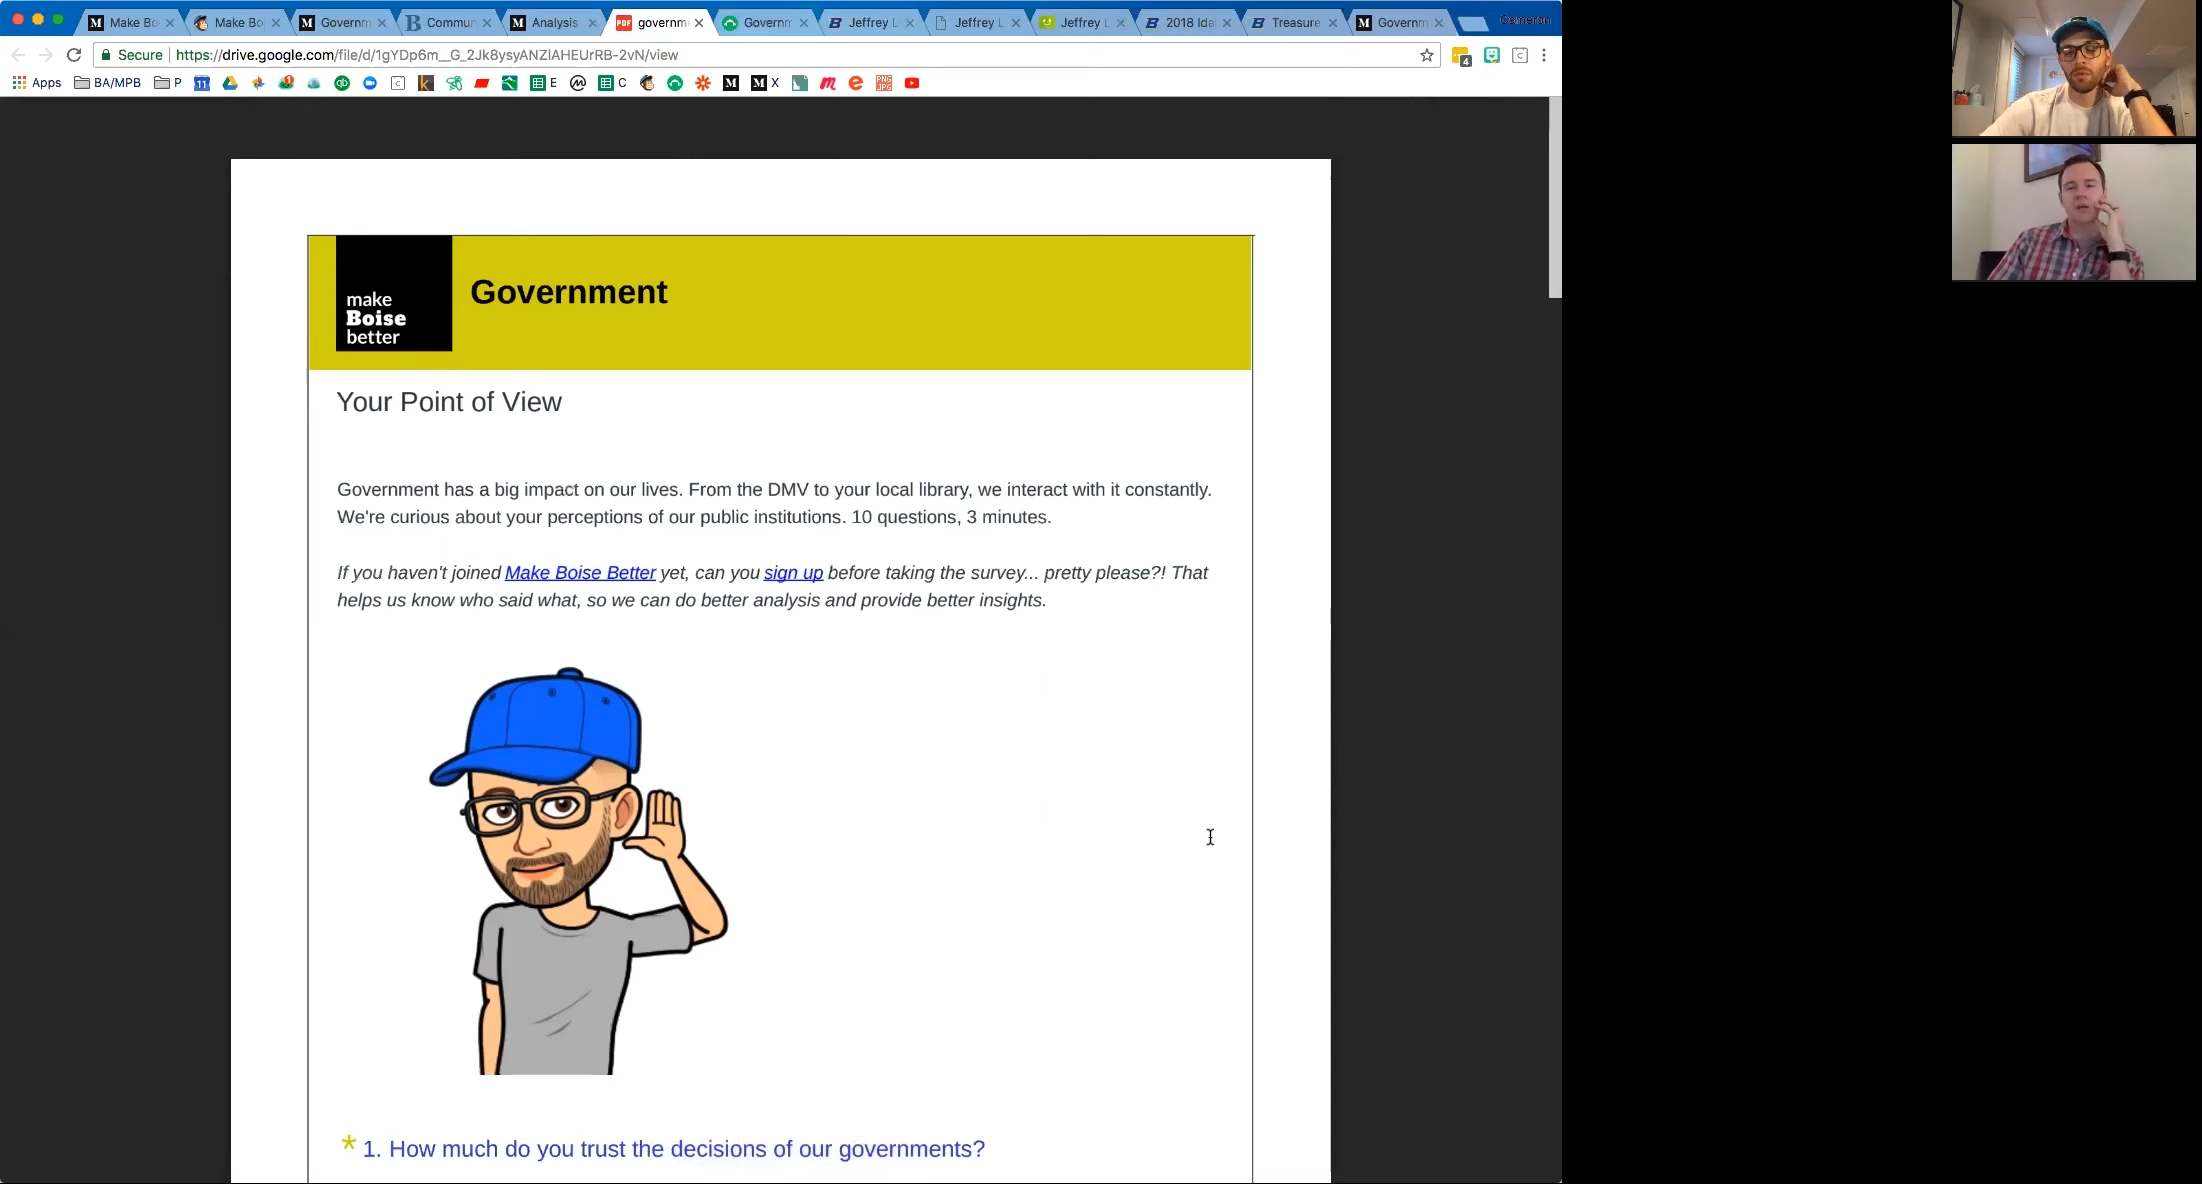 Make Bo
Make Bo
Governm
Commun
Analysis
governm
Governm
Jeffrey L
Jeffrey L
Jeffrey L
2018 Ida
Treasure
Governm
Cameron
Secure
https://drive.google.com/file/d/1gYDp6m__G_2Jk8ysyANZlAHEUrRB-2vN/view
Apps
BA/MPB
P
E
C
X
make
Boise
better
Government
Your Point of View
Government has a big impact on our lives. From the DMV to your local library, we interact with it constantly.
We're curious about your perceptions of our public institutions. 10 questions, 3 minutes.
If you haven't joined Make Boise Better yet, can you sign up before taking the survey... pretty please?! That
helps us know who said what, so we can do better analysis and provide better insights.
* 1. How much do you trust the decisions of our governments?